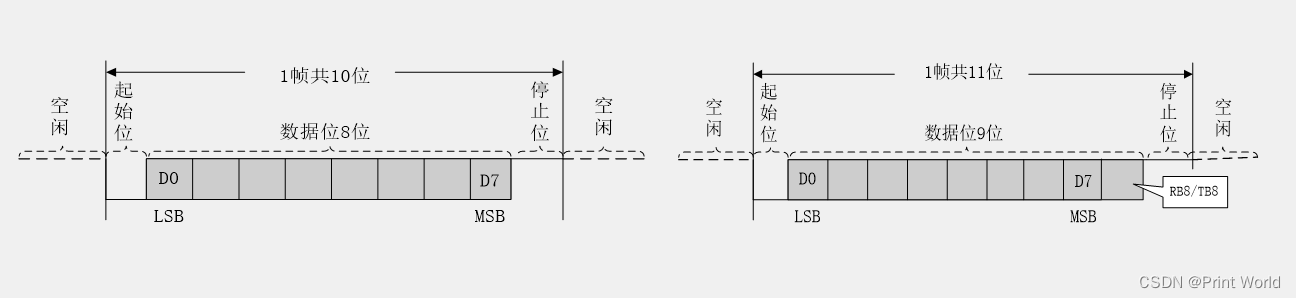 1帧共10位
空闲
起始位
数据位8位
停止位
空闲
D0
D7
LSB
MSB
1帧共11位
空闲
起始位
数据位9位
停止位
空闲
D0
D7
RB8/TB8
LSB
MSB
CSDN @Print World